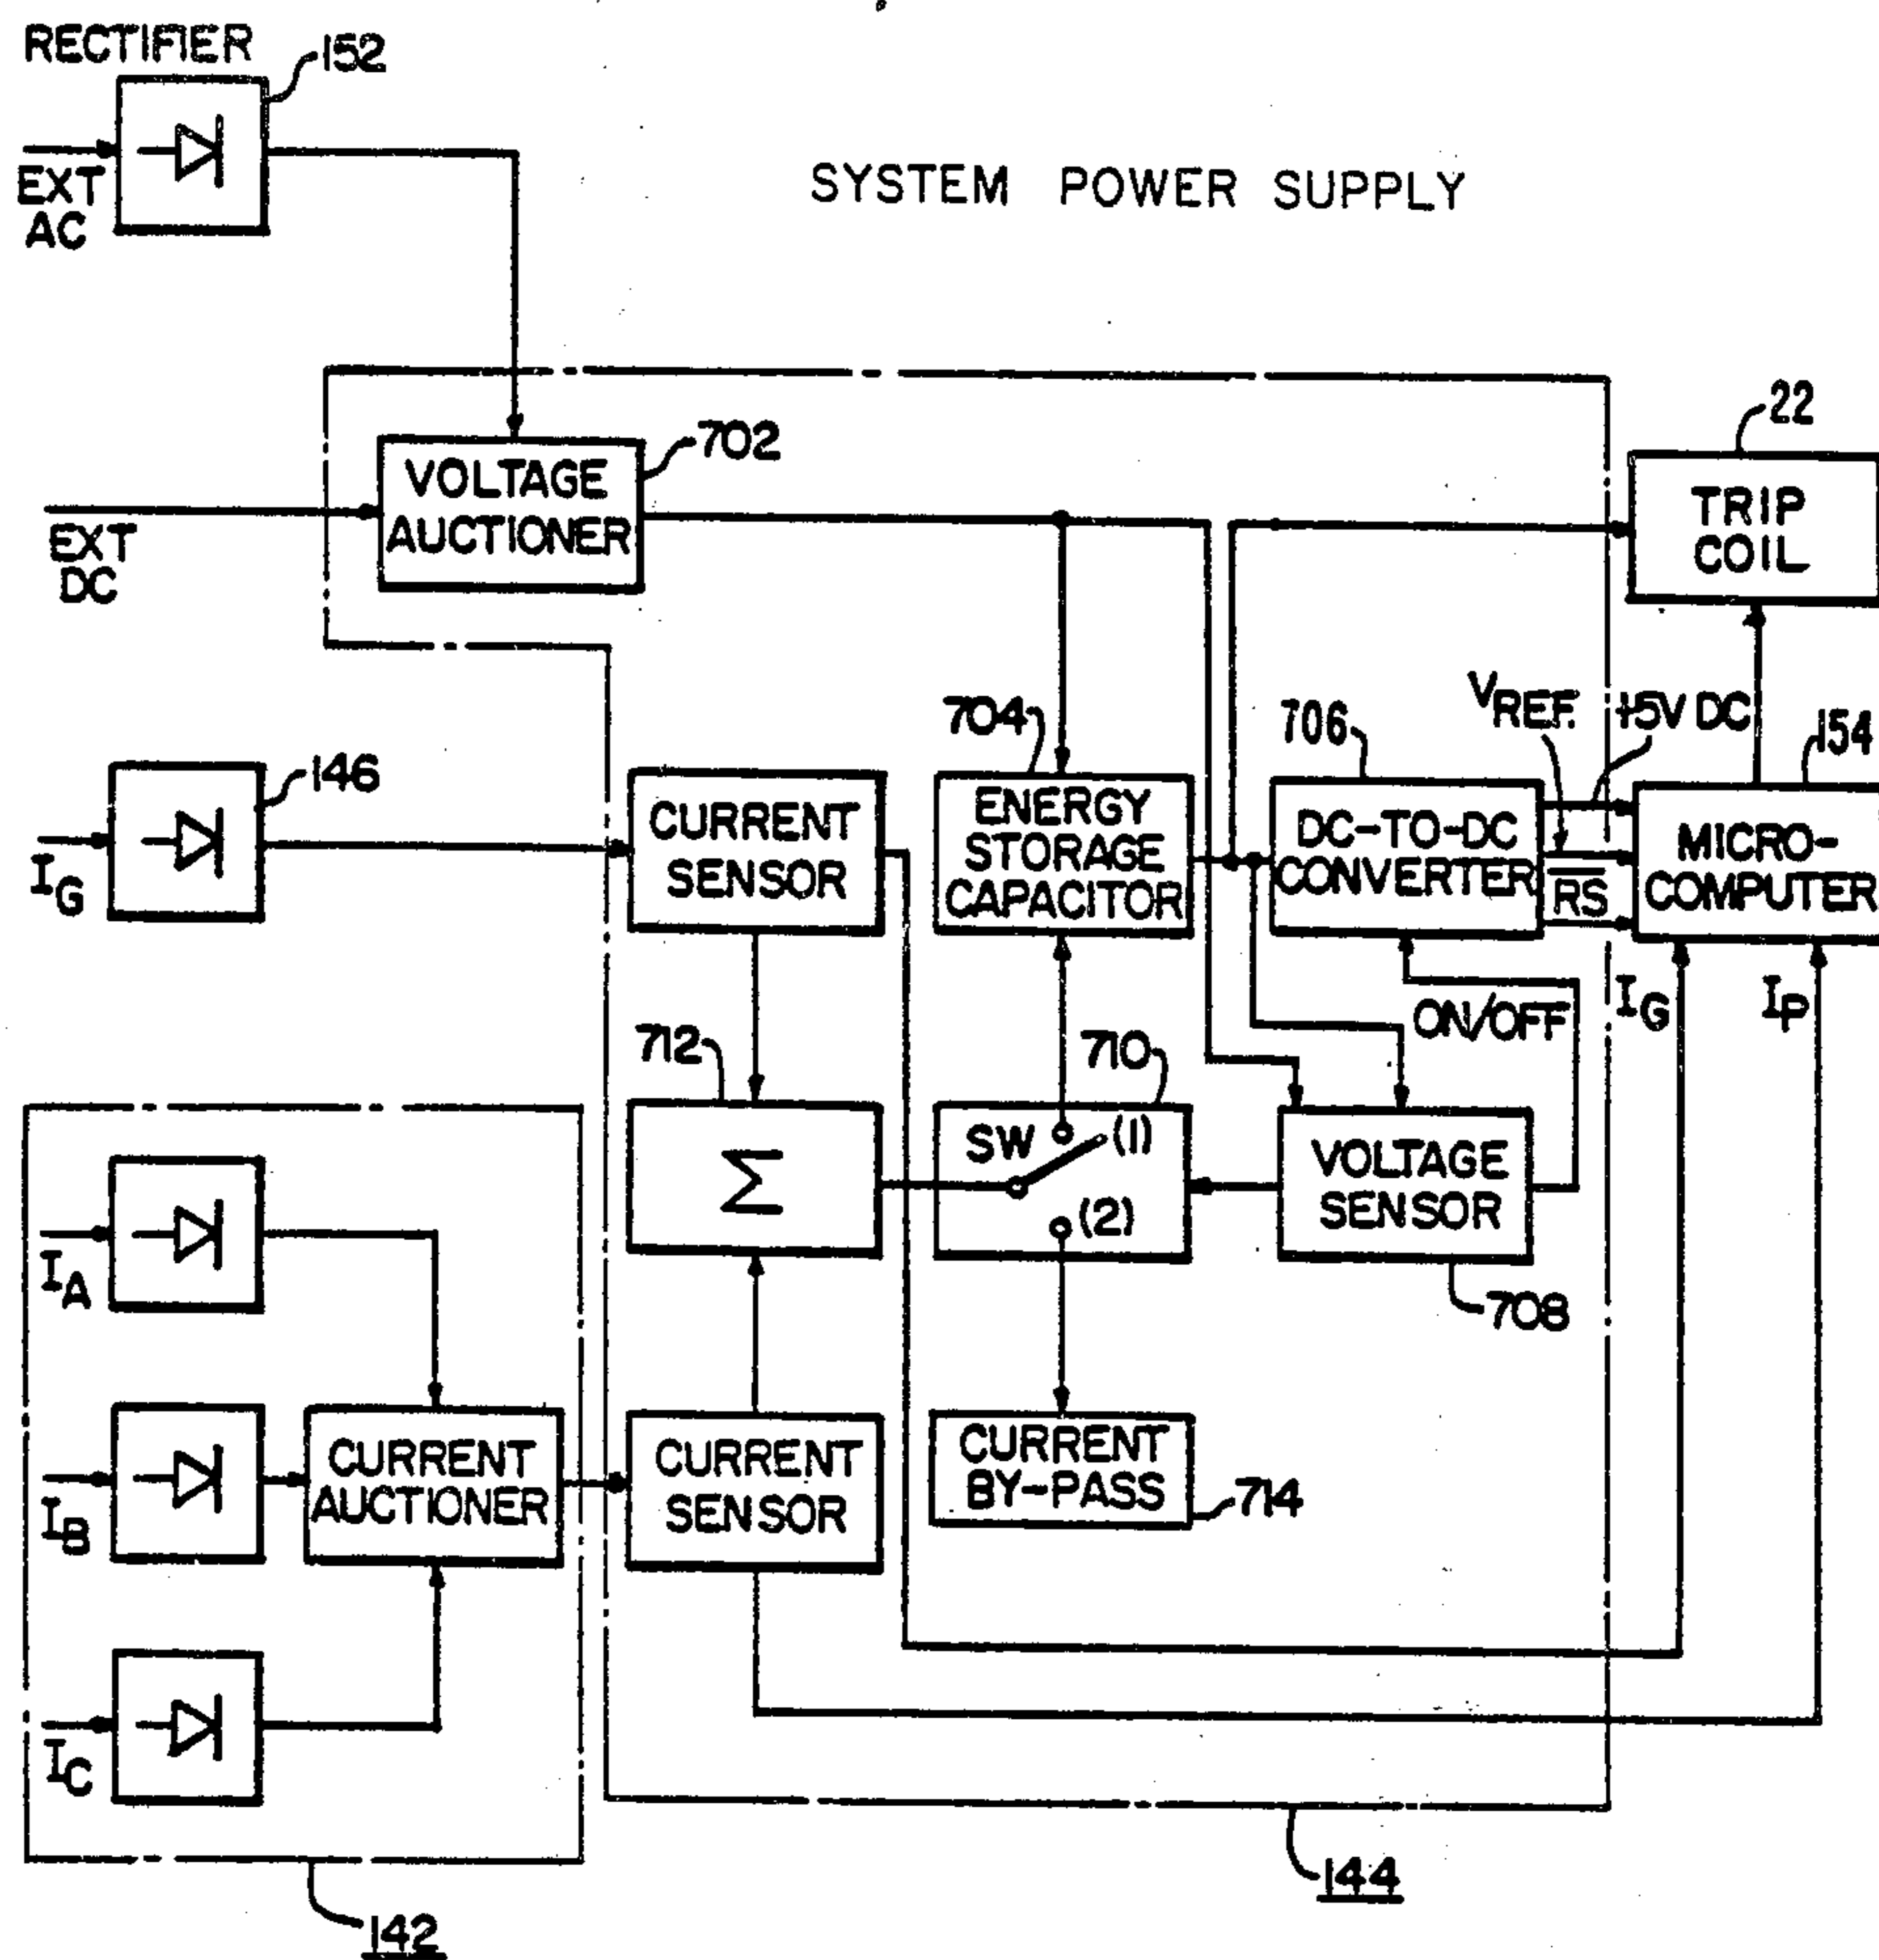 RECTIFIER
152
EXT
AC
SYSTEM POWER SUPPLY
22
702
VOLTAGE
AUCTIONER
TRIP
COIL
EXT
DC
704
706
VREF.
+5V DC
154
146
CURRENT
SENSOR
ENERGY
STORAGE
CAPACITOR
DC-TO-DC
CONVERTER
RS
MICRO-
COMPUTER
IG
ON/OFF
IG
IP
712
710
SW
(1)
(2)
Σ
VOLTAGE
SENSOR
708
IA
CURRENT
AUCTIONER
CURRENT
SENSOR
CURRENT
BY-PASS
714
IB
IC
144
142